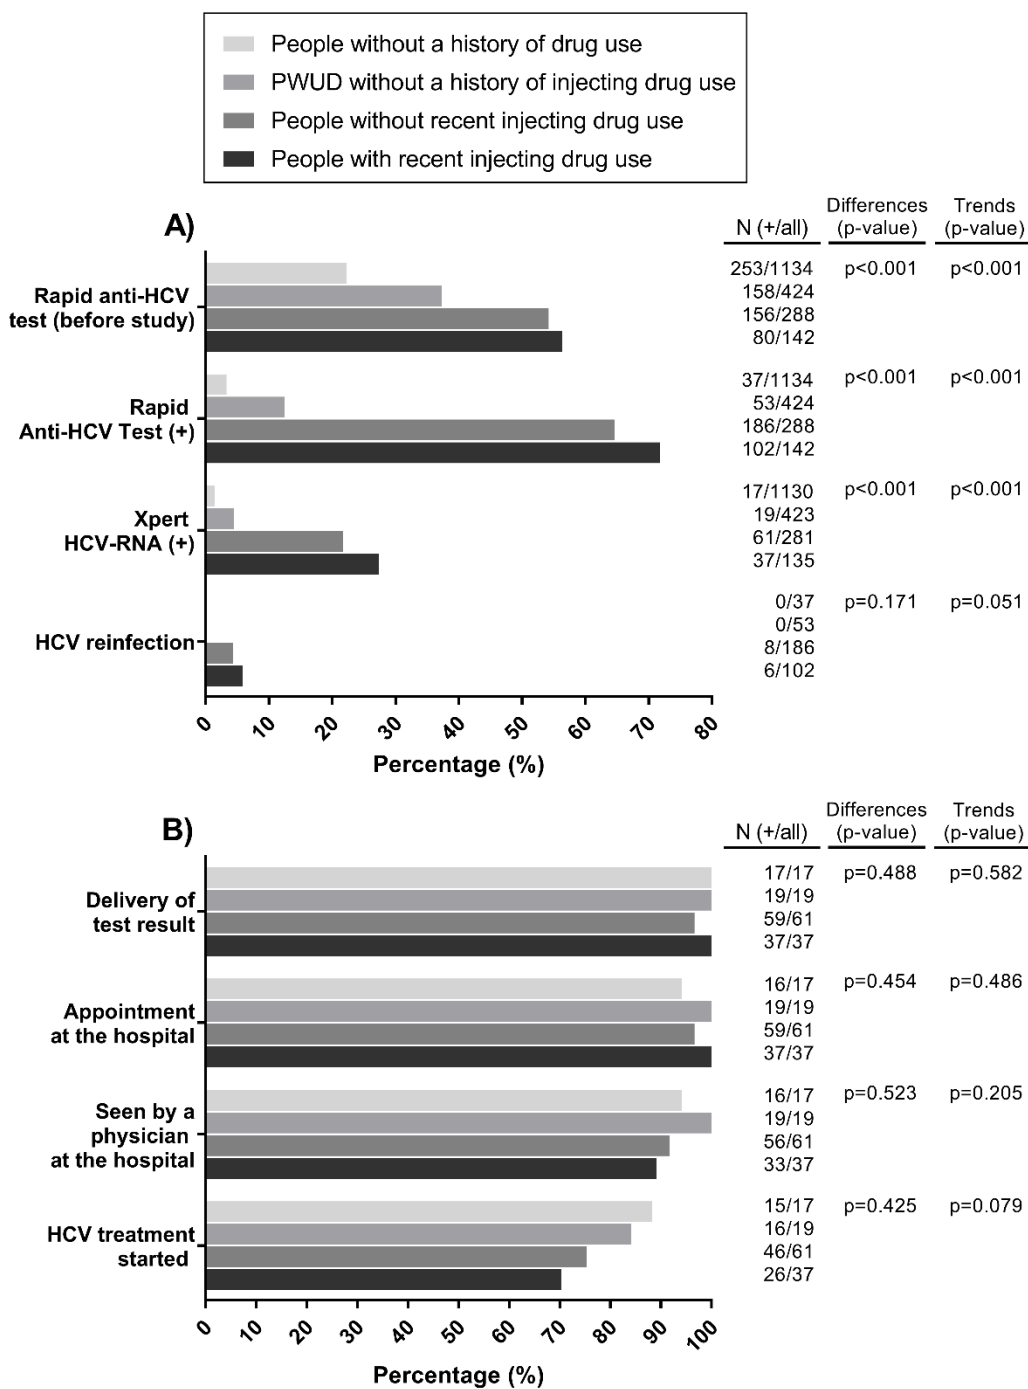 People without a history of drug use
PWUD without a history of injecting drug use
People without recent injecting drug use
People with recent injecting drug use
A)
N (+/all)
Differences
(p-value)
Trends
(p-value)
Rapid anti-HCV
test (before study)
253/1134
158/424
156/288
80/142
p<0.001
p<0.001
Rapid
Anti-HCV Test (+)
37/1134
53/424
186/288
102/142
p<0.001
p<0.001
Xpert
HCV-RNA (+)
17/1130
19/423
61/281
37/135
p<0.001
p<0.001
HCV reinfection
0/37
0/53
8/186
6/102
p=0.171
p=0.051
0 10 20 30 40 50 60 70 80
Percentage (%)
B)
N (+/all)
Differences
(p-value)
Trends
(p-value)
Delivery of
test result
17/17
19/19
59/61
37/37
p=0.488
p=0.582
Appointment
at the hospital
16/17
19/19
59/61
37/37
p=0.454
p=0.486
Seen by a
physician
at the hospital
16/17
19/19
56/61
33/37
p=0.523
p=0.205
HCV treatment
started
15/17
16/19
46/61
26/37
p=0.425
p=0.079
0 10 20 30 40 50 60 70 80 90 100
Percentage (%)